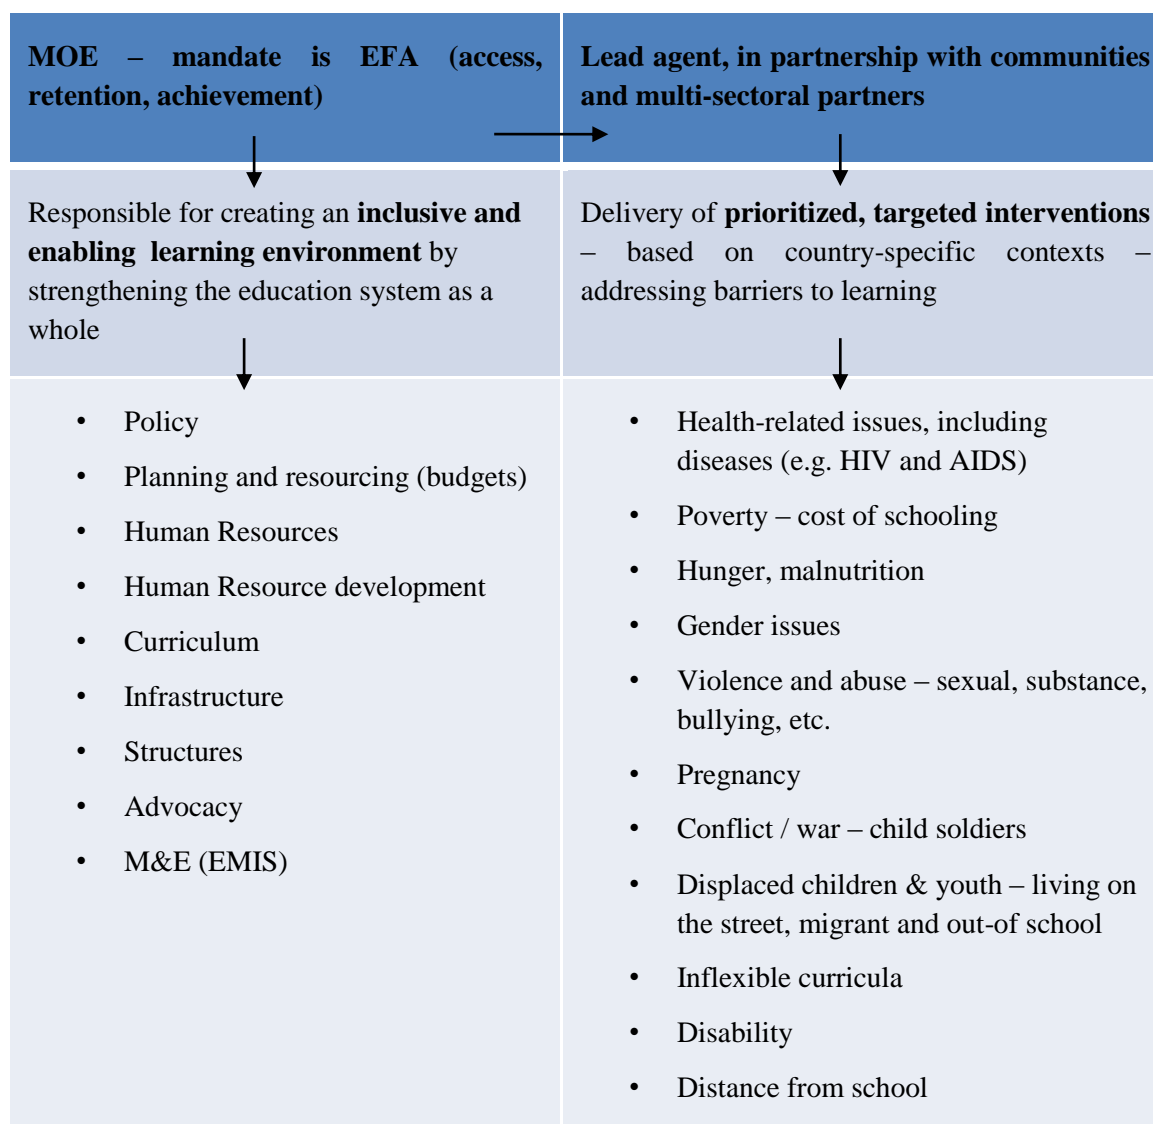 MOE – mandate is EFA (access,
retention, achievement)
Lead agent, in partnership with communities
and multi-sectoral partners
Responsible for creating an inclusive and
enabling learning environment by
strengthening the education system as a
whole
Delivery of prioritized, targeted interventions
– based on country-specific contexts –
addressing barriers to learning
• Policy
• Planning and resourcing (budgets)
• Human Resources
• Human Resource development
• Curriculum
• Infrastructure
• Structures
• Advocacy
• M&E (EMIS)
• Health-related issues, including
diseases (e.g. HIV and AIDS)
• Poverty – cost of schooling
• Hunger, malnutrition
• Gender issues
• Violence and abuse – sexual, substance,
bullying, etc.
• Pregnancy
• Conflict / war – child soldiers
• Displaced children & youth – living on
the street, migrant and out-of school
• Inflexible curricula
• Disability
• Distance from school